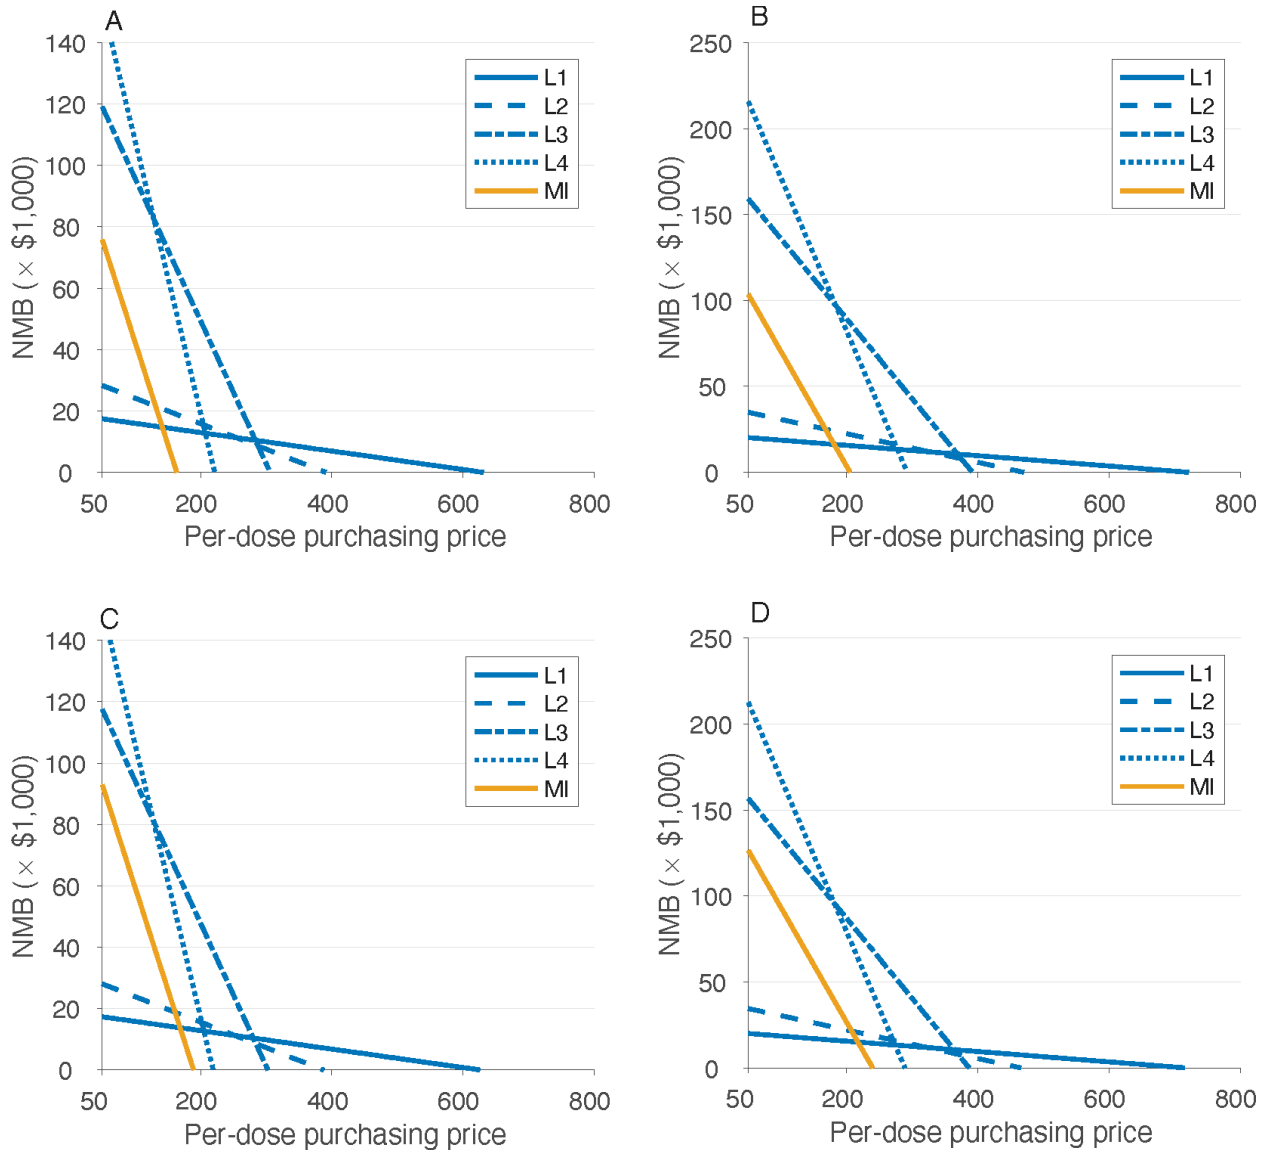 A
NMB ( × $1,000)
140
120
100
80
60
40
20
0
50 200 400 600 800
Per-dose purchasing price
L1
L2
L3
L4
MI
B
NMB ( × $1,000)
250
200
150
100
50
0
50 200 400 600 800
Per-dose purchasing price
L1
L2
L3
L4
MI
C
NMB ( × $1,000)
140
120
100
80
60
40
20
0
50 200 400 600 800
Per-dose purchasing price
L1
L2
L3
L4
MI
D
NMB ( × $1,000)
250
200
150
100
50
0
50 200 400 600 800
Per-dose purchasing price
L1
L2
L3
L4
MI